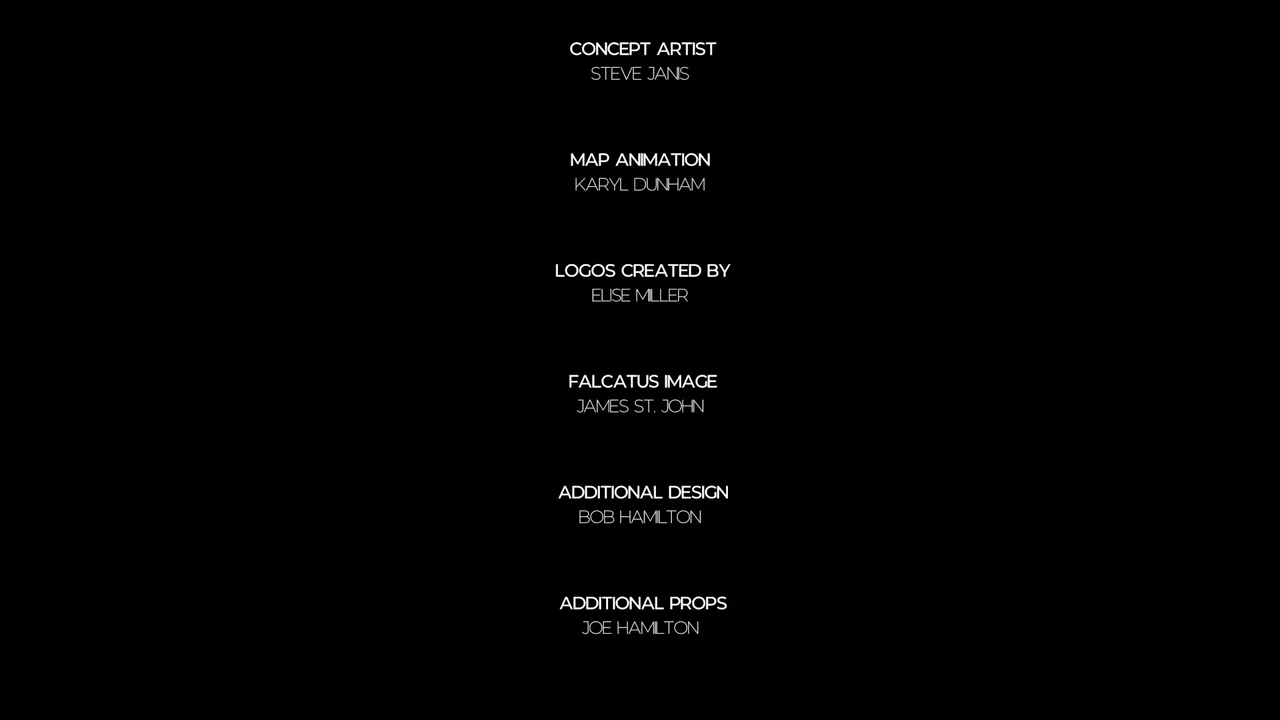 CONCEPT ARTIST
STEVE JANIS
MAP ANIMATION
KARYL DUNHAM
LOGOS CREATED BY
ELISE MILLER
FALCATUS IMAGE
JAMES ST. JOHN
ADDITIONAL DESIGN
BOB HAMILTON
ADDITIONAL PROPS
JOE HAMILTON